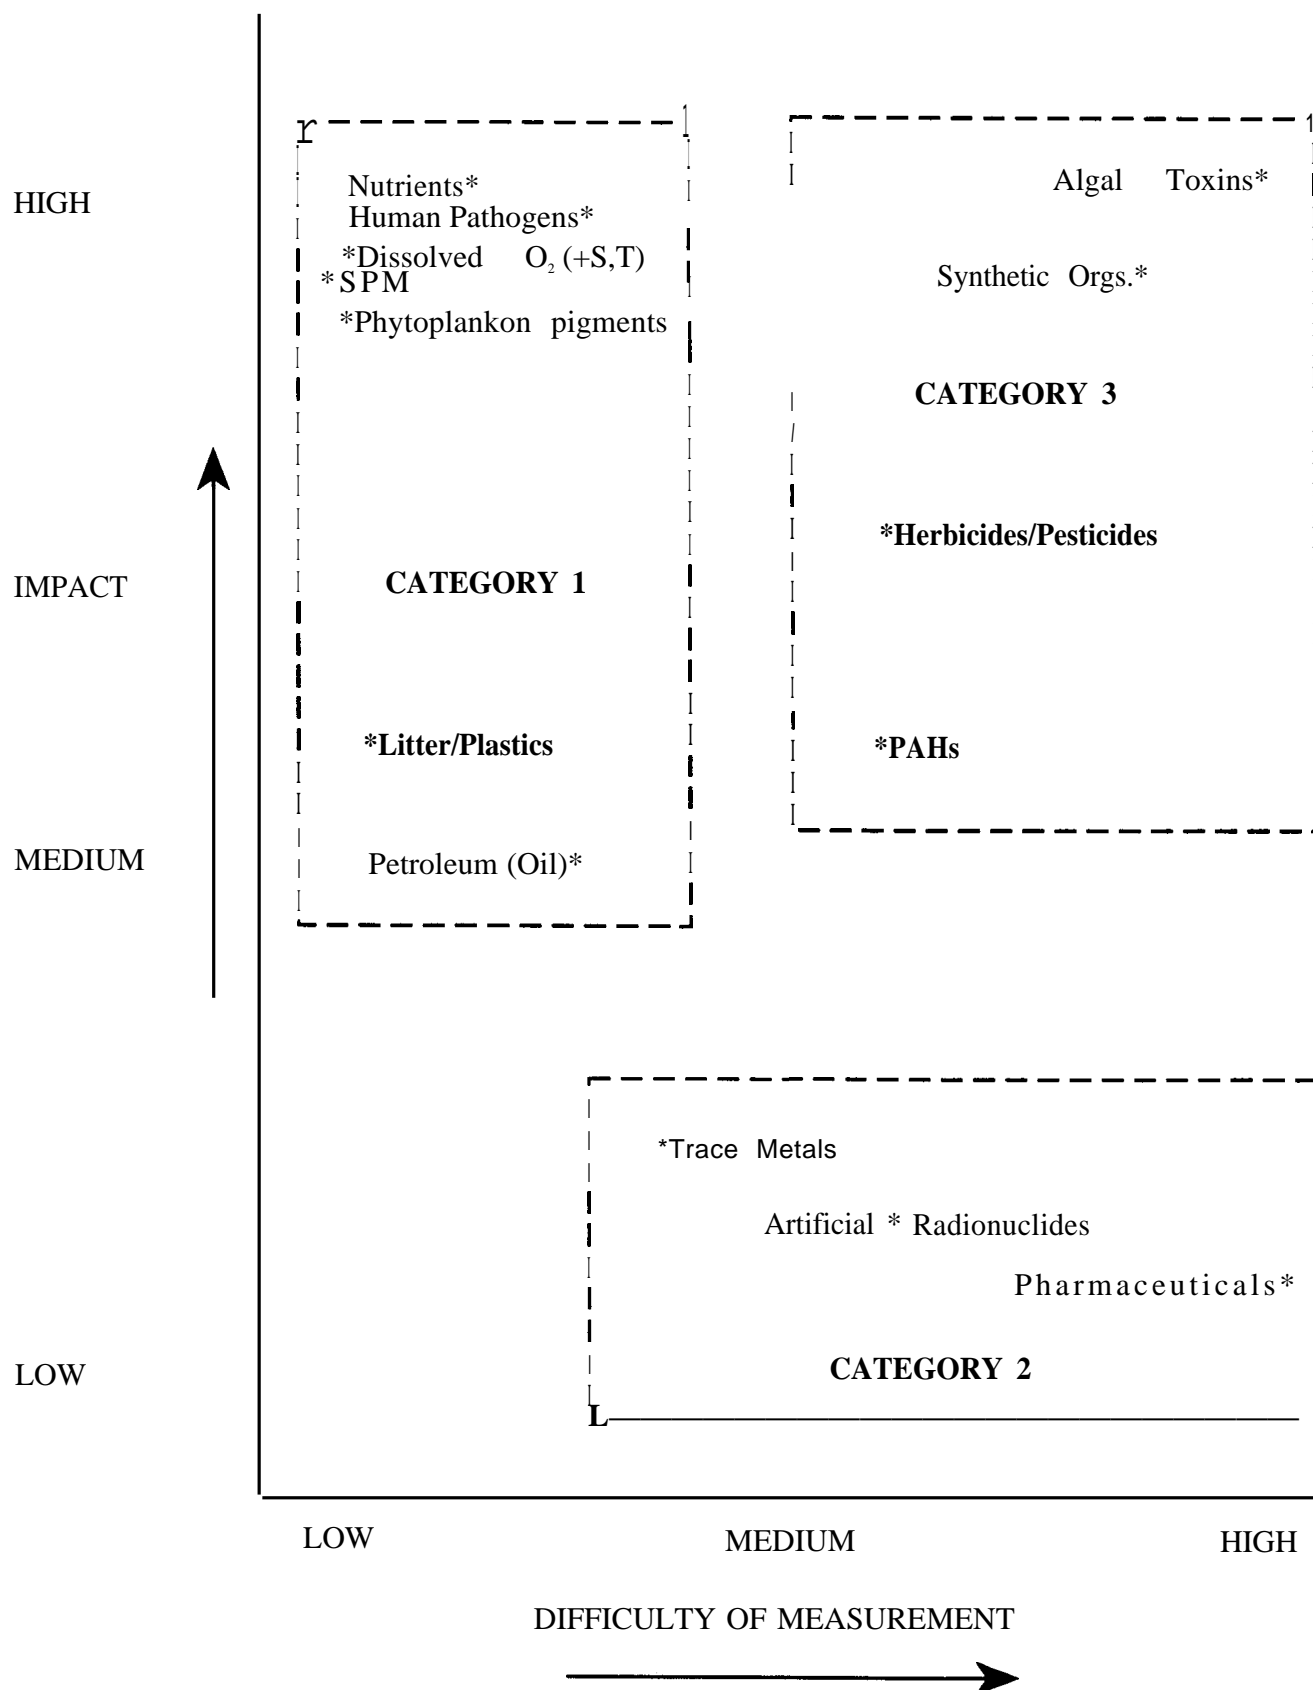 HIGH
Nutrients*
Human Pathogens*
*Dissolved O₂ (+S,T)
*SPM
*Phytoplankon pigments
Algal Toxins*
Synthetic Orgs.*
CATEGORY 3
*Herbicides/Pesticides
IMPACT
CATEGORY 1
*Litter/Plastics
*PAHs
MEDIUM
Petroleum (Oil)*
*Trace Metals
Artificial * Radionuclides
Pharmaceuticals*
LOW
CATEGORY 2
LOW MEDIUM HIGH
DIFFICULTY OF MEASUREMENT